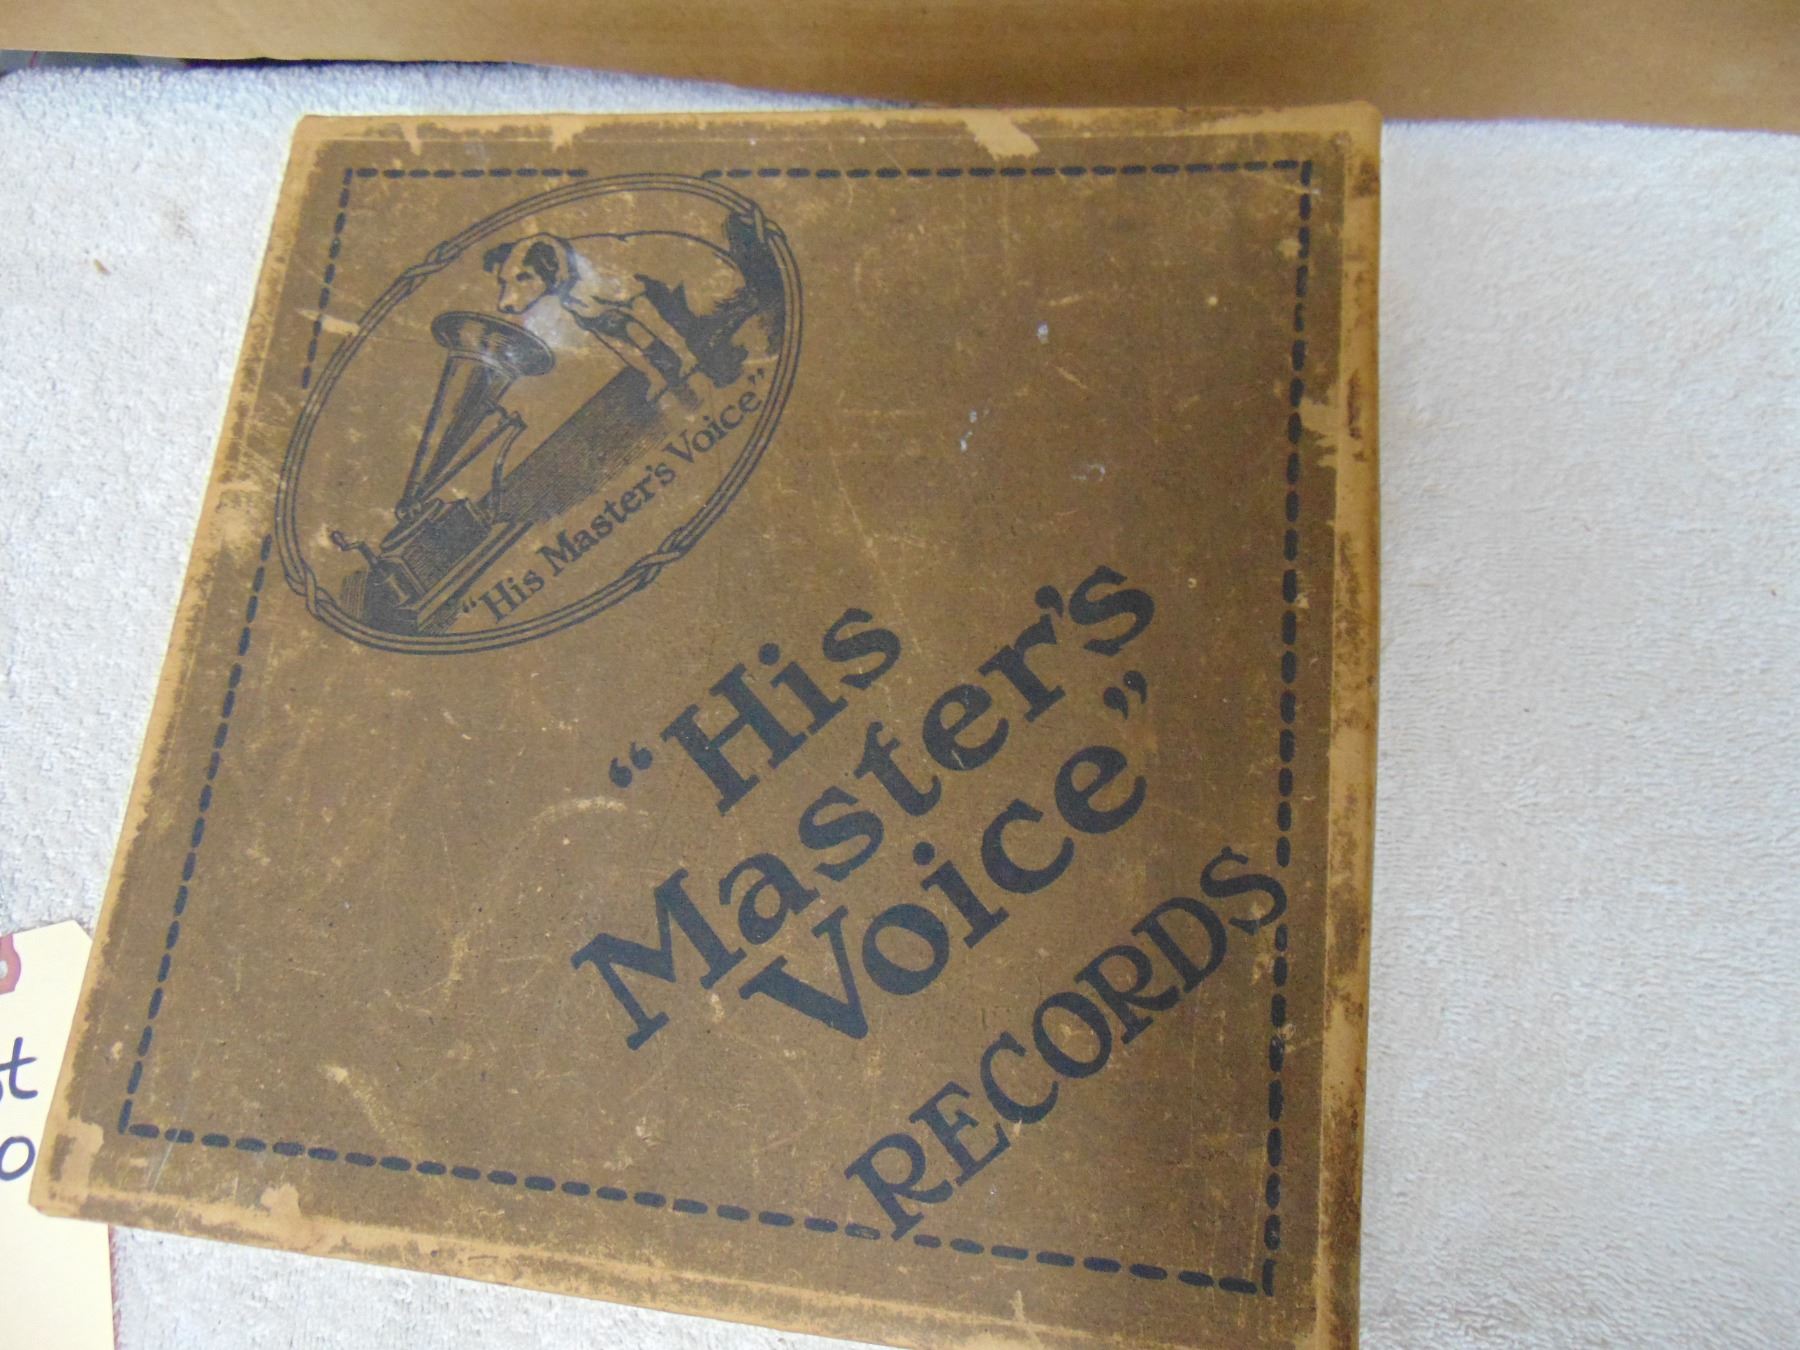 "His Master's Voice"
"His
Master's
Voice"
RECORDS